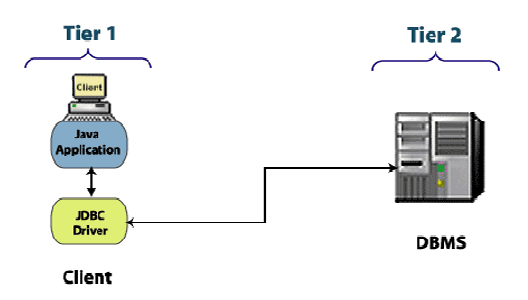 Tier 1
Tier 2
Client
Java
Application
JDBC
Driver
DBMS
Client